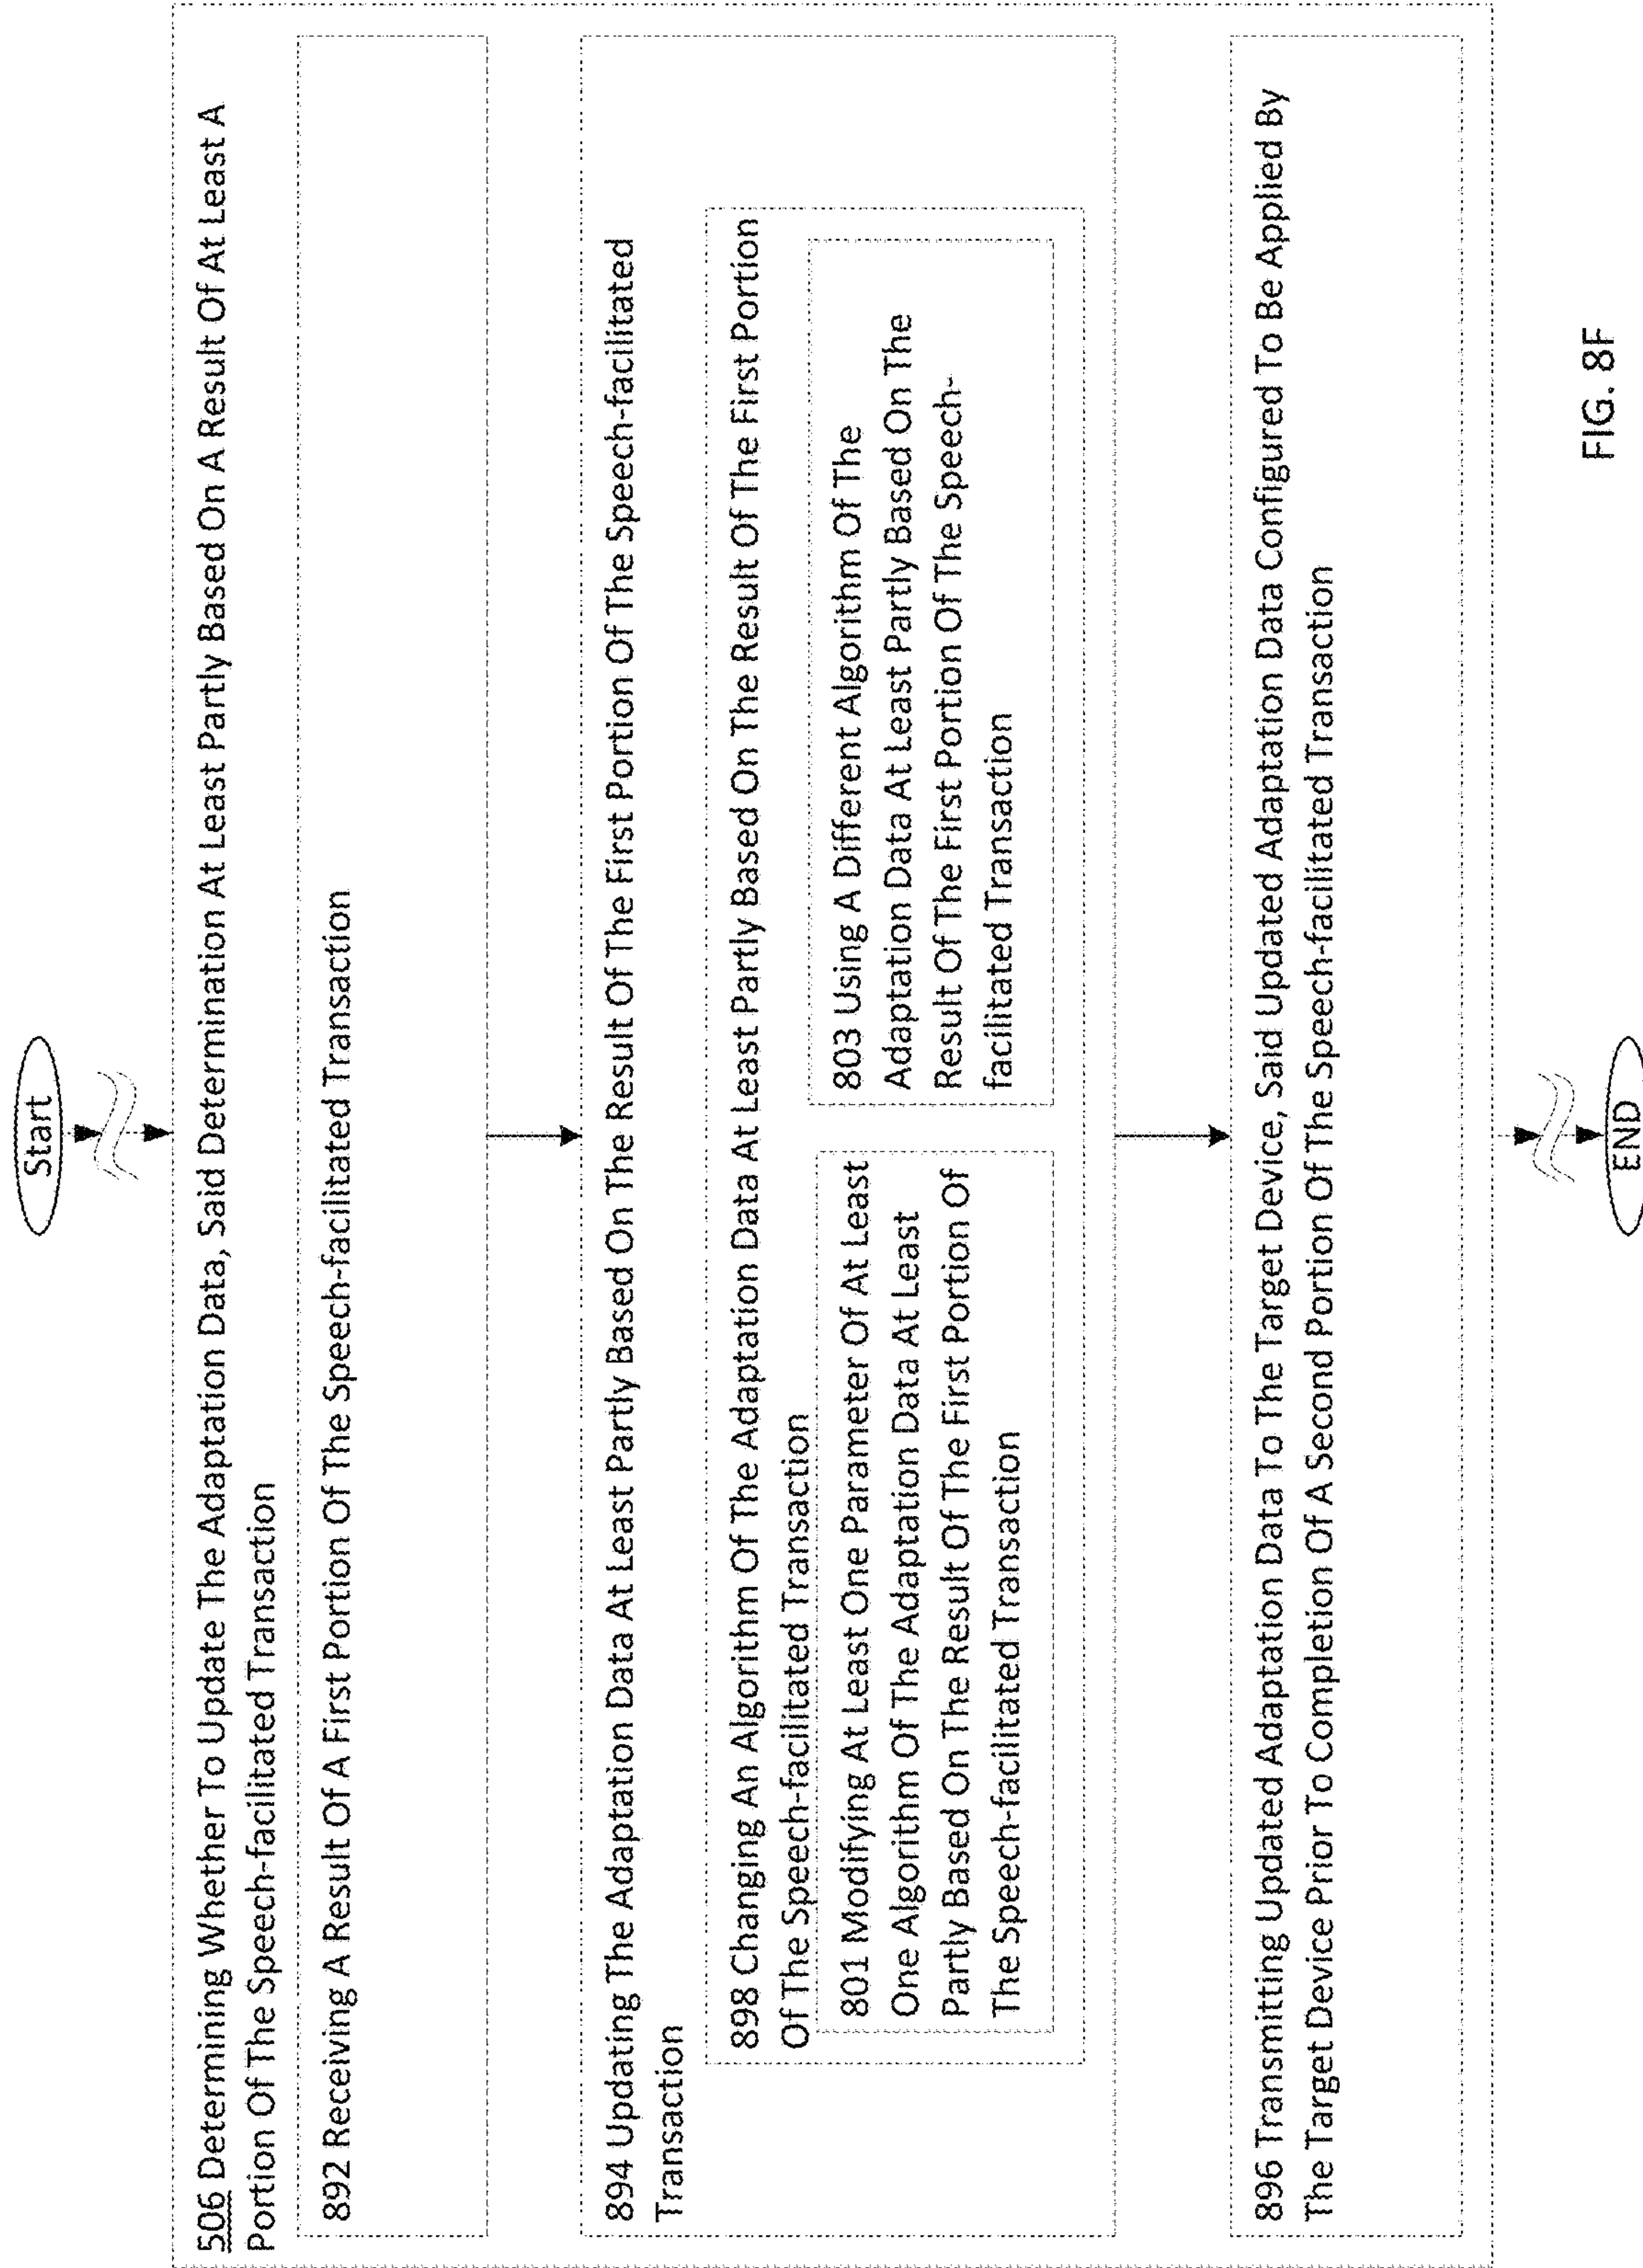 Start
506 Determining Whether To Update The Adaptation Data, Said Determination At Least Partly Based On A Result Of At Least A
Portion Of The Speech-facilitated Transaction
892 Receiving A Result Of A First Portion Of The Speech-facilitated Transaction
894 Updating The Adaptation Data At Least Partly Based On The Result Of The First Portion Of The Speech-facilitated
Transaction
898 Changing An Algorithm Of The Adaptation Data At Least Partly Based On The Result Of The First Portion
Of The Speech-facilitated Transaction
801 Modifying At Least One Parameter Of At Least
One Algorithm Of The Adaptation Data At Least
Partly Based On The Result Of The First Portion Of
The Speech-facilitated Transaction
803 Using A Different Algorithm Of The
Adaptation Data At Least Partly Based On The
Result Of The First Portion Of The Speech-
facilitated Transaction
896 Transmitting Updated Adaptation Data To The Target Device, Said Updated Adaptation Data Configured To Be Applied By
The Target Device Prior To Completion Of A Second Portion Of The Speech-facilitated Transaction
END
FIG. 8F